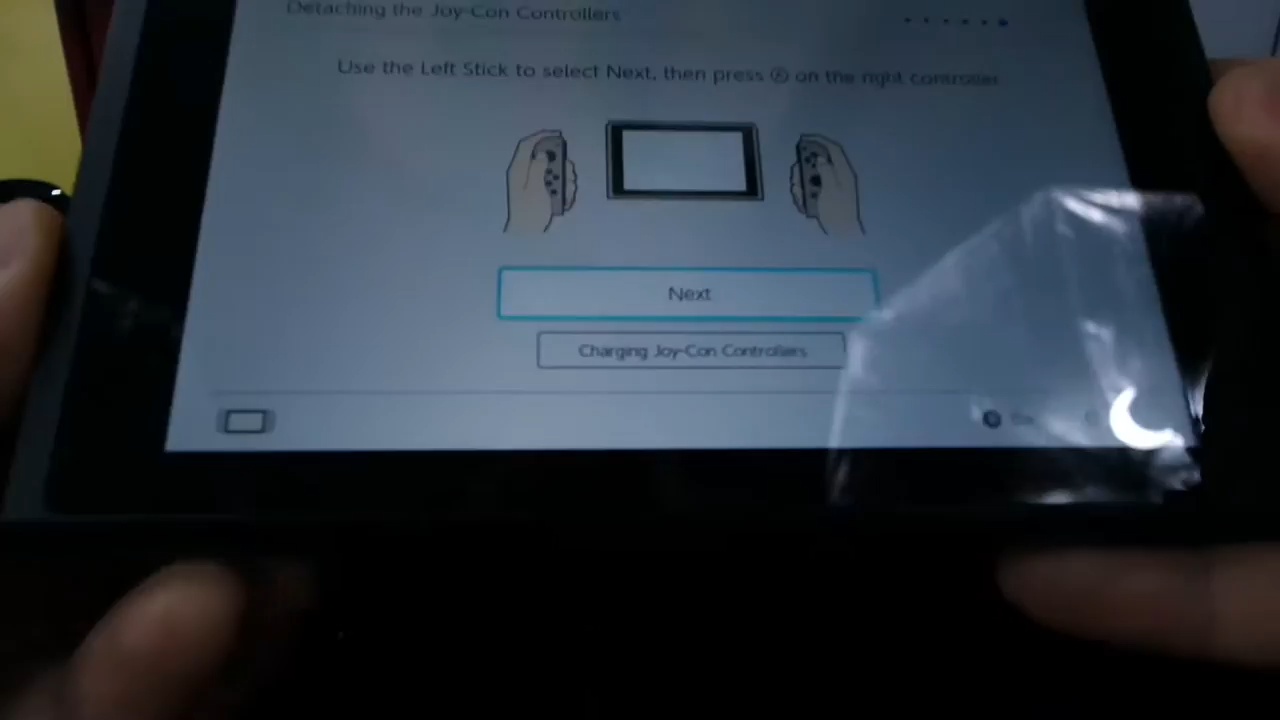 Detaching the Joy-Con Controllers
Use the Left Stick to select Next, then press Ⓐ on the right controller
Next
Charging Joy-Con Controllers